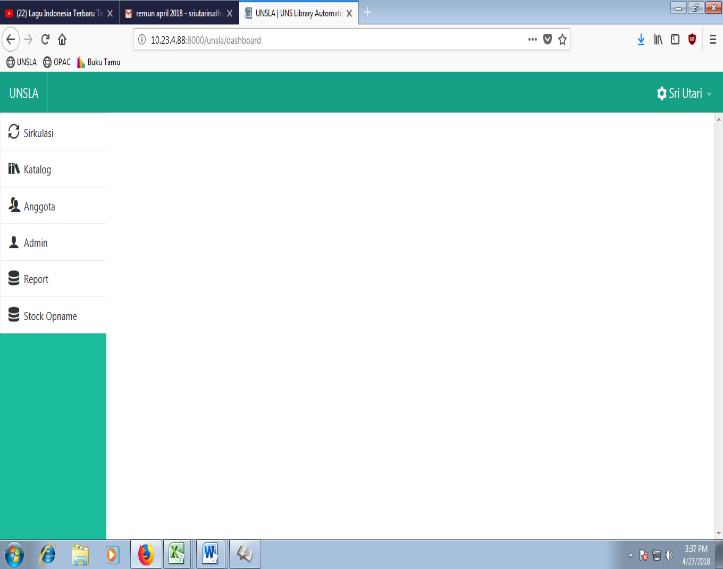 (22) Lagu Indonesia Terbaru Te
remun april 2018 - sriutarirudh
UNSLA | UNS Library Automati
10.23.4.88:8000/unsla/dashboard
UNSLA
OPAC
Buku Tamu
UNSLA
Sri Utari
Sirkulasi
Katalog
Anggota
Admin
Report
Stock Opname
3:37 PM
4/27/2018